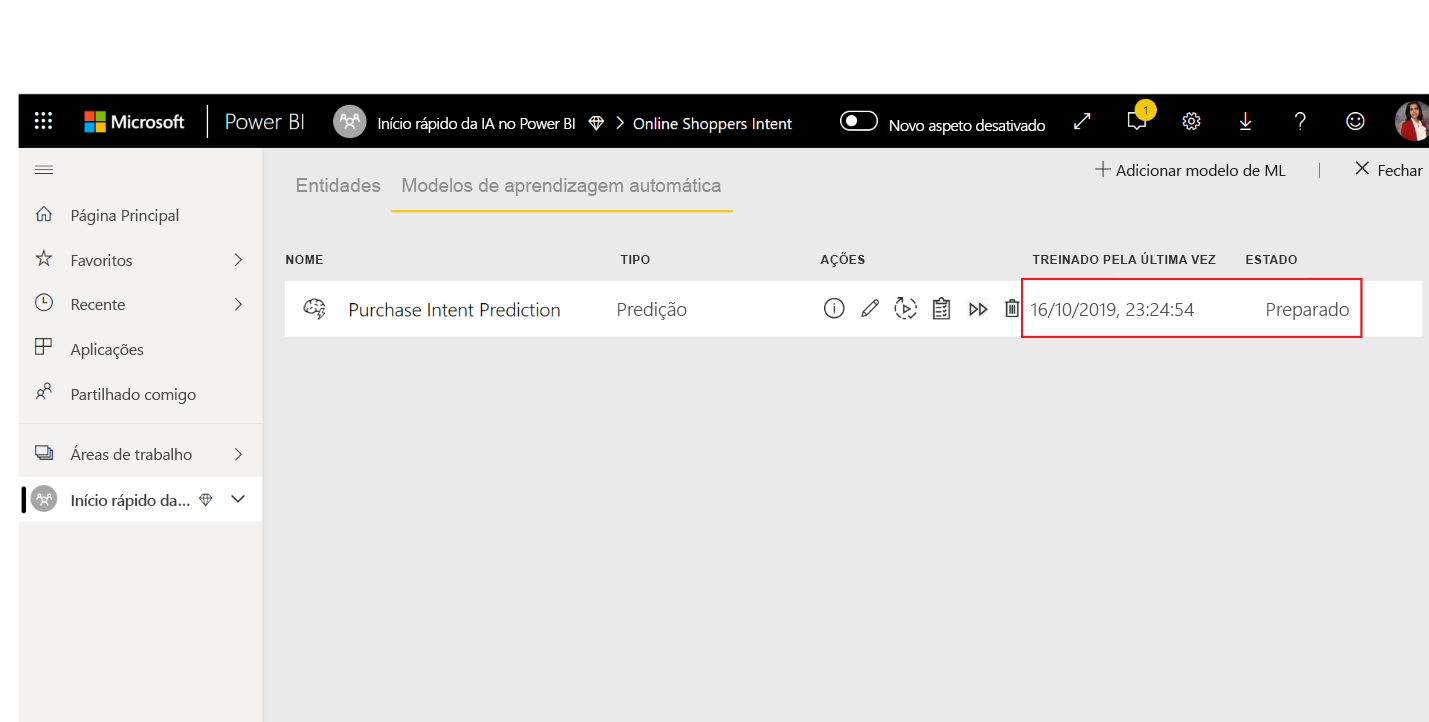 Microsoft Power BI Início rápido da IA no Power BI > Online Shoppers Intent Novo aspeto desativado 1 ?
Adicionar modelo de ML | Fechar
Entidades Modelos de aprendizagem automática
Página Principal
Favoritos
Recente
Aplicações
Partilhado comigo
Áreas de trabalho
Início rápido da...
NOME TIPO AÇÕES TREINADO PELA ÚLTIMA VEZ ESTADO
Purchase Intent Prediction Predição 16/10/2019, 23:24:54 Preparado